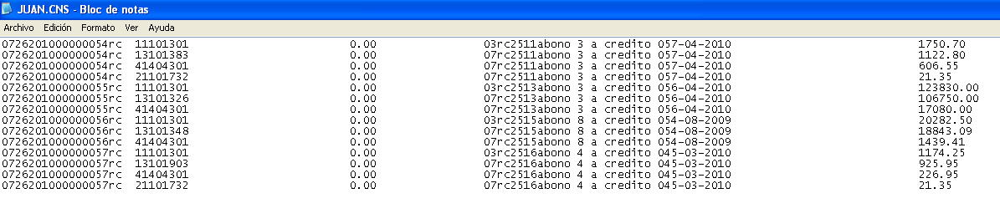 JUAN.CNS - Bloc de notas
Archivo Edición Formato Ver Ayuda
0726201000000054rc 11101301 0.00 03rc2511abono 3 a credito 057-04-2010 1750.70
0726201000000054rc 13101383 0.00 07rc2511abono 3 a credito 057-04-2010 1122.80
0726201000000054rc 41404301 0.00 07rc2511abono 3 a credito 057-04-2010 606.55
0726201000000054rc 21101732 0.00 07rc2511abono 3 a credito 057-04-2010 21.35
0726201000000055rc 11101301 0.00 03rc2513abono 3 a credito 056-04-2010 123830.00
0726201000000055rc 13101326 0.00 07rc2513abono 3 a credito 056-04-2010 106750.00
0726201000000055rc 41404301 0.00 07rc2513abono 3 a credito 056-04-2010 17080.00
0726201000000056rc 11101301 0.00 03rc2515abono 8 a credito 054-08-2009 20282.50
0726201000000056rc 13101348 0.00 07rc2515abono 8 a credito 054-08-2009 18843.09
0726201000000056rc 41404301 0.00 07rc2515abono 8 a credito 054-08-2009 1439.41
0726201000000057rc 11101301 0.00 03rc2516abono 4 a credito 045-03-2010 1174.25
0726201000000057rc 13101903 0.00 07rc2516abono 4 a credito 045-03-2010 925.95
0726201000000057rc 41404301 0.00 07rc2516abono 4 a credito 045-03-2010 226.95
0726201000000057rc 21101732 0.00 07rc2516abono 4 a credito 045-03-2010 21.35